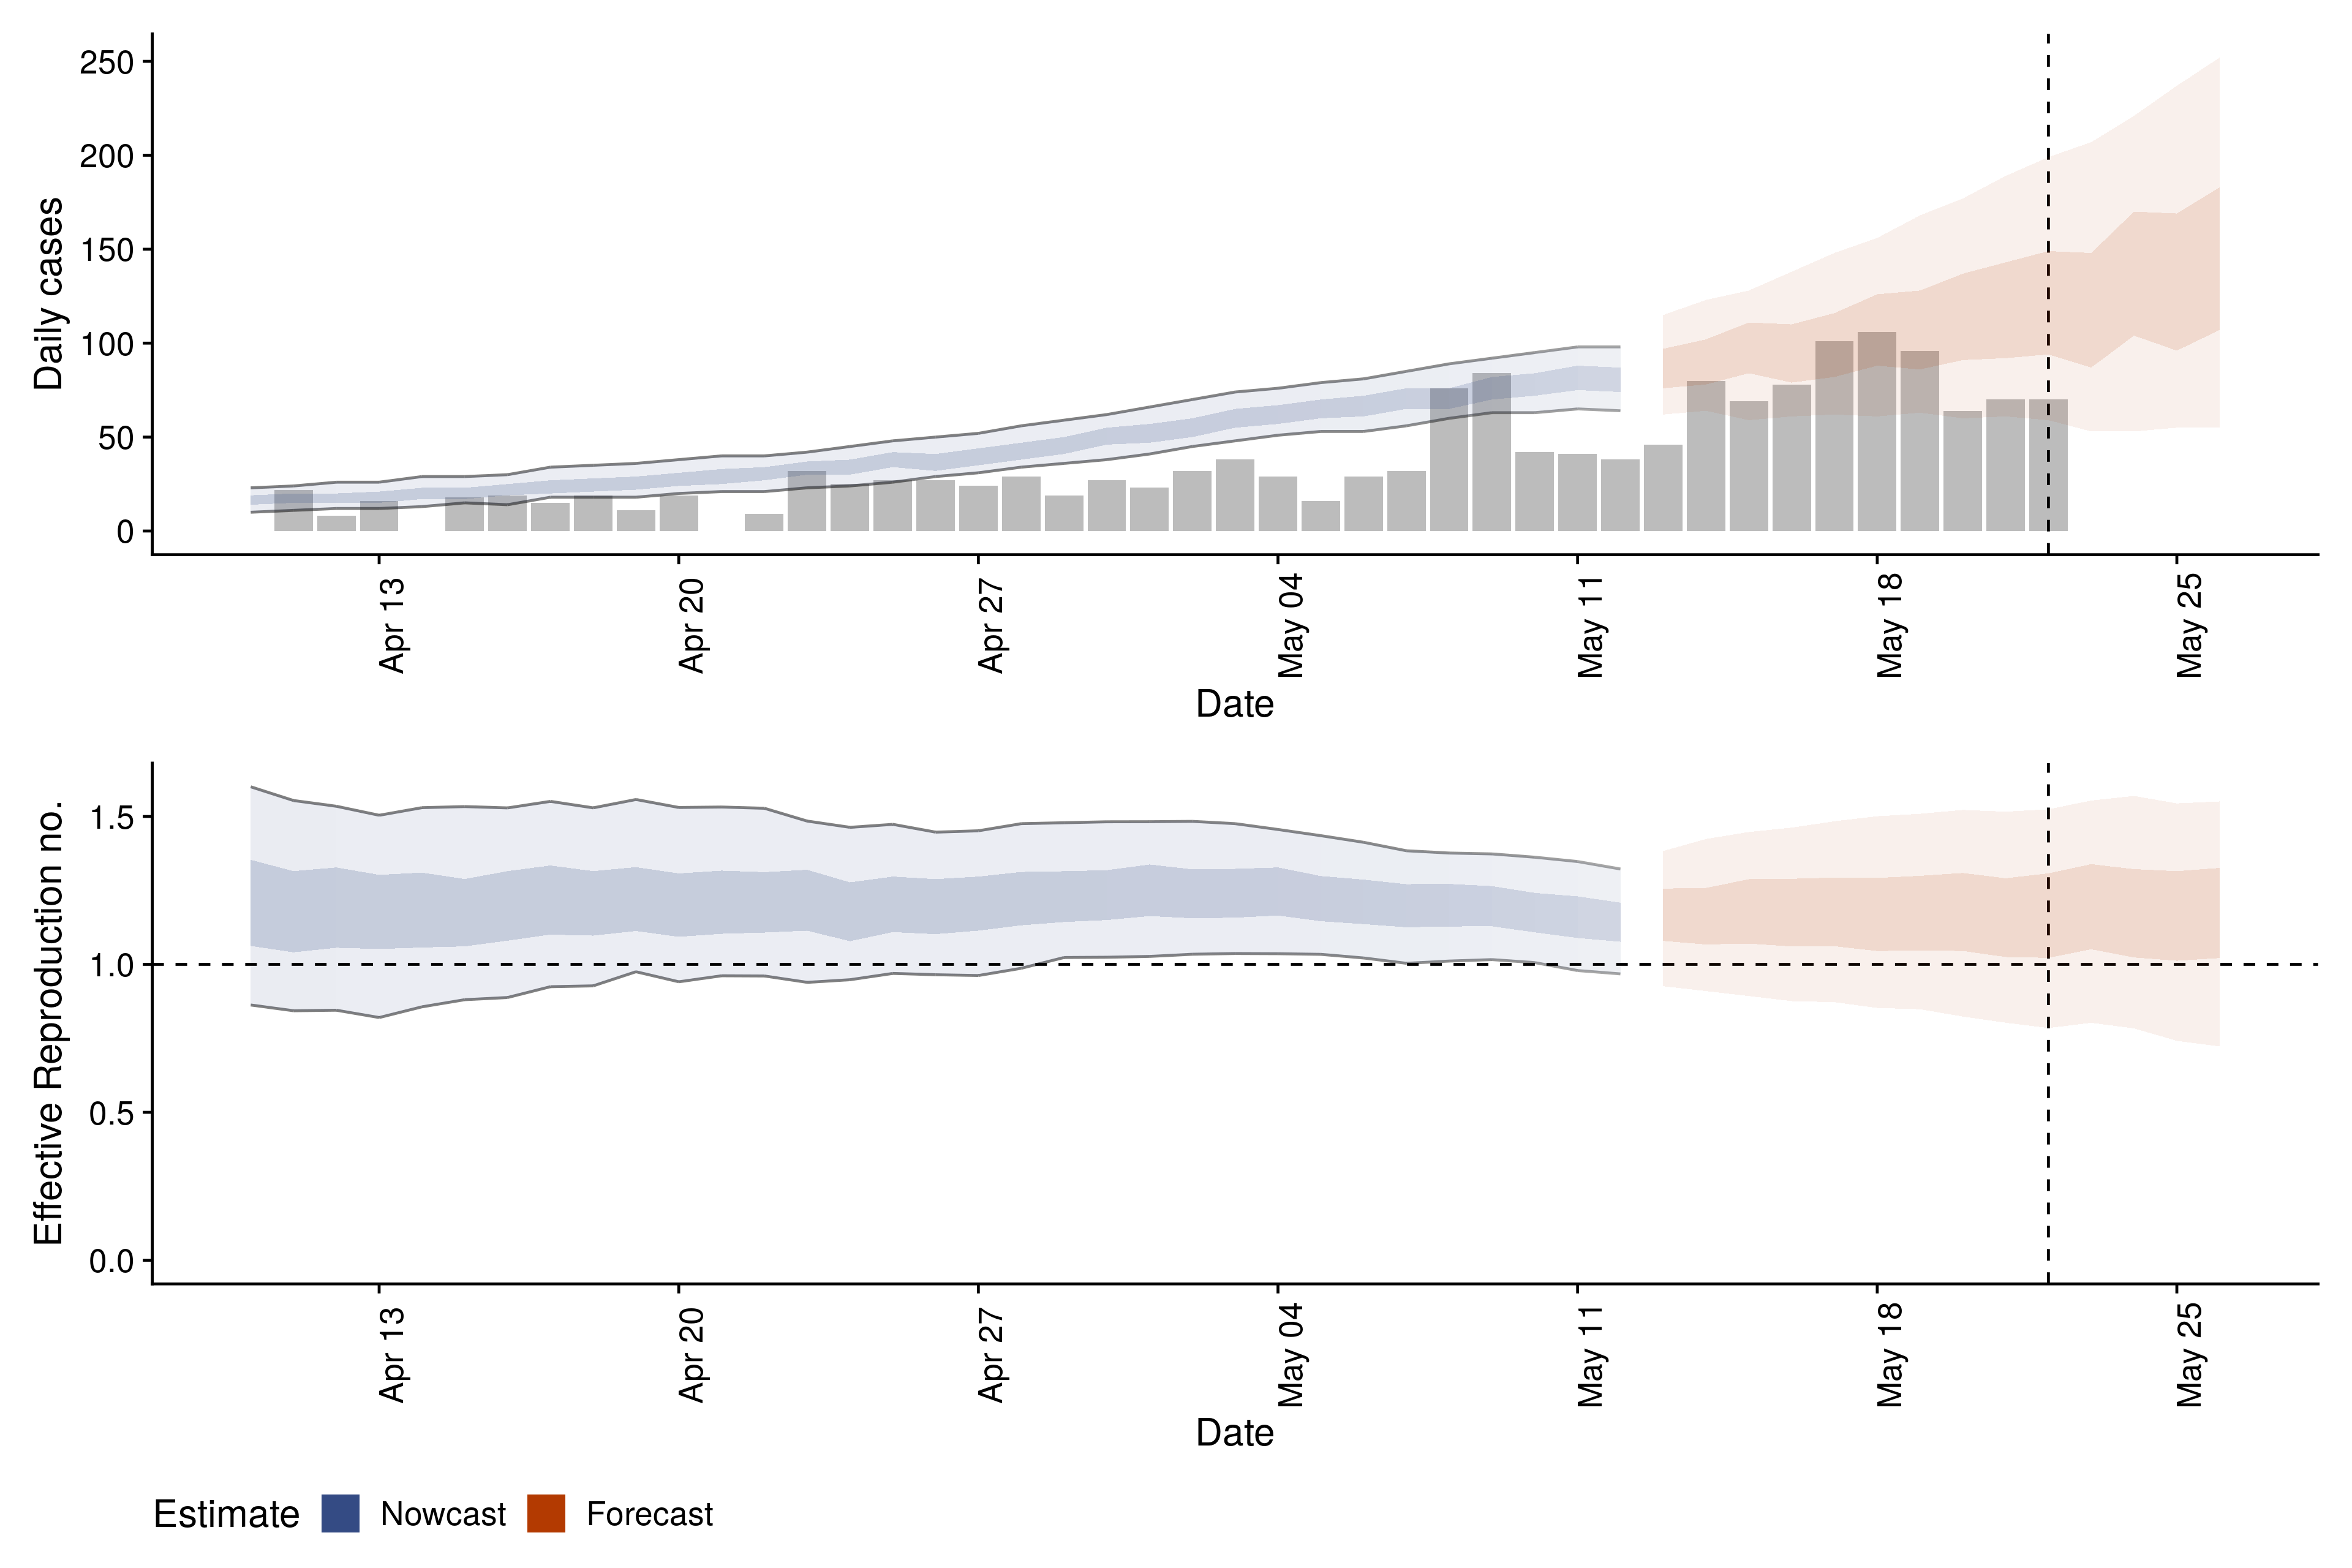 Daily cases
250
200
150
100
50
0
Apr 13
Apr 20
Apr 27
May 04
May 11
May 18
May 25
Date
Effective Reproduction no.
1.5
1.0
0.5
0.0
Apr 13
Apr 20
Apr 27
May 04
May 11
May 18
May 25
Date
Estimate Nowcast Forecast